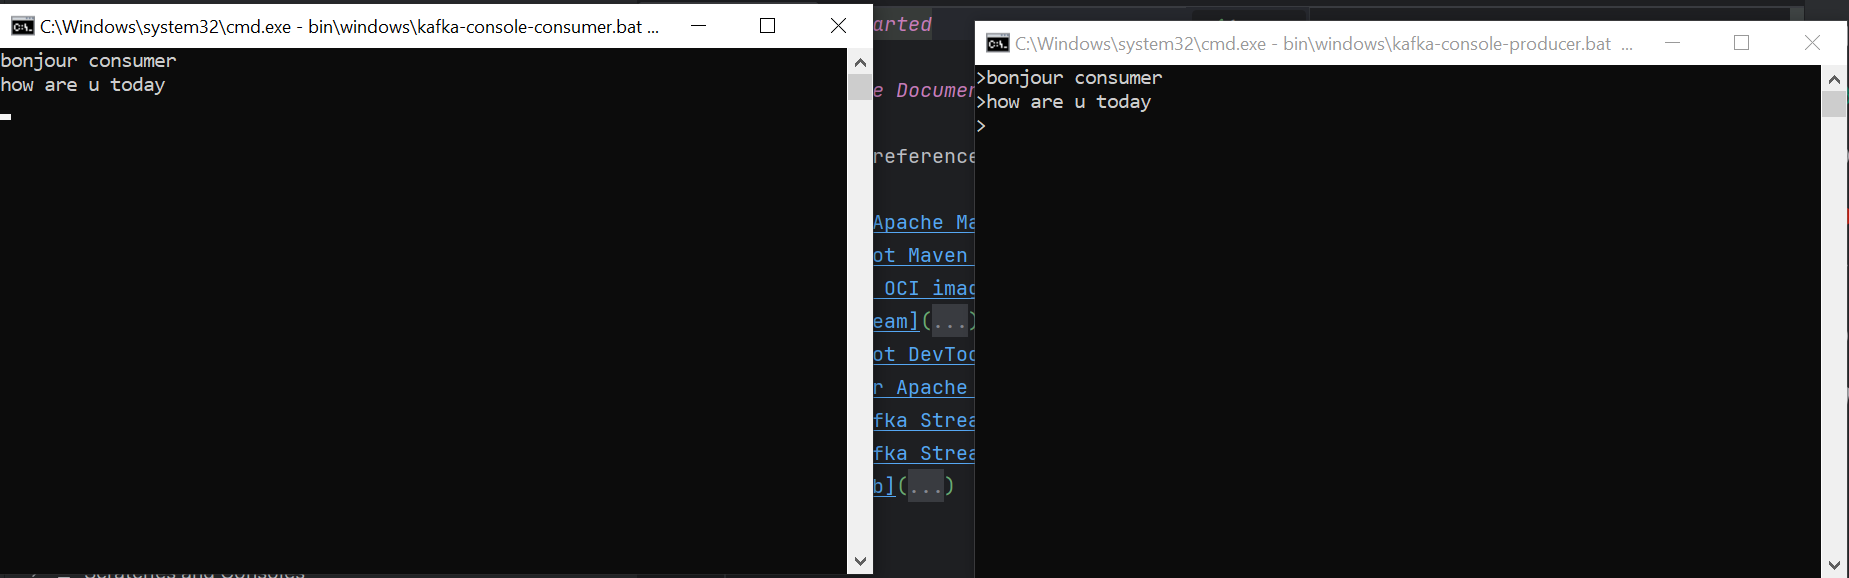 C:\Windows\system32\cmd.exe - bin\windows\kafka-console-consumer.bat ...
bonjour consumer
how are u today
arted
e Documen
reference
Apache Ma
ot Maven
OCI imag
eam](...)
ot DevToo
r Apache
fka Strea
fka Strea
b](...)
C:\Windows\system32\cmd.exe - bin\windows\kafka-console-producer.bat ...
>bonjour consumer
>how are u today
>
Scratches and Consoles